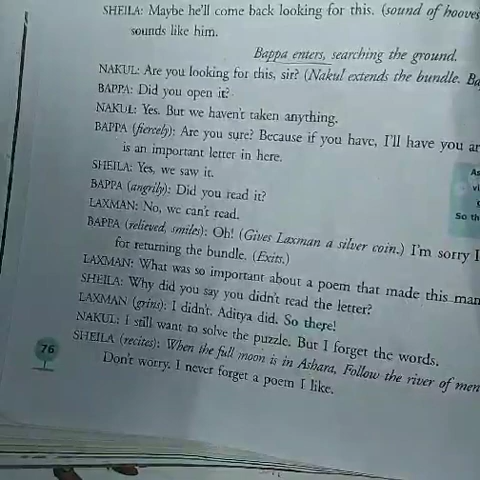 SHEILA: Maybe he'll come back looking for this. (sound of hooves
sounds like him.
Bappa enters, searching the ground.
NAKUL: Are you looking for this, sir? (Nakul extends the bundle.
BAPPA: Did you open it?
NAKUL: Yes. But we haven't taken anything.
BAPPA (fiercely): Are you sure? Because if you have, I'll have you
is an important letter in here.
SHEILA: Yes, we saw it.
BAPPA (angrily): Did you read it?
LAXMAN: No, we can't read.
BAPPA (relieved, smiles): Oh! (Gives Laxman a silver coin.) I'm sorry I
for returning the bundle. (Exits.)
LAXMAN: What was so important about a poem that made this man
SHEILA: Why did you say you didn't read the letter?
LAXMAN (grins): I didn't. Aditya did. So there!
NAKUL: I still want to solve the puzzle. But I forget the words.
SHEILA (recites): When the full moon is in Ashara, Follow the river of men
Don't worry. I never forget a poem I like.
76
As
So th